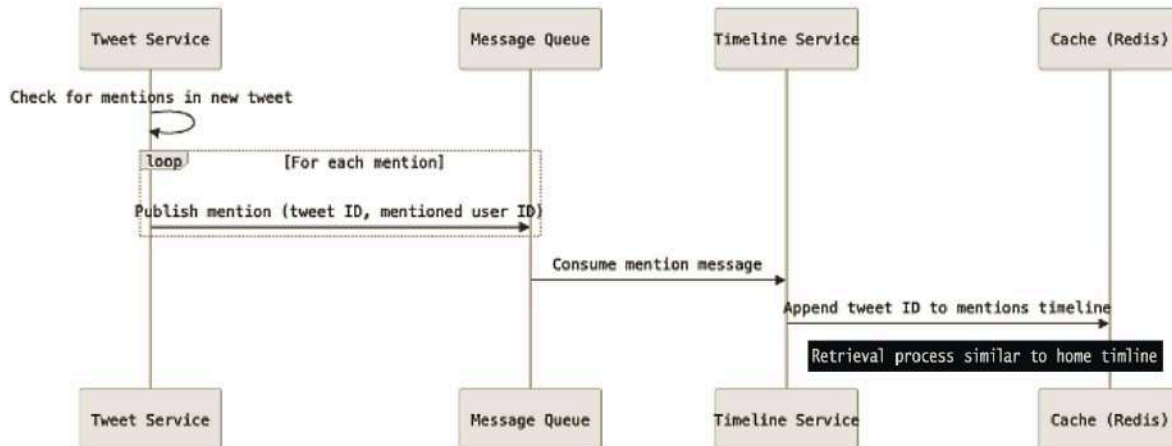 Tweet Service
Message Queue
Timeline Service
Cache (Redis)
Check for mentions in new tweet
loop
[For each mention]
Publish mention (tweet ID, mentioned user ID)
Consume mention message
Append tweet ID to mentions timeline
Retrieval process similar to home timline
Tweet Service
Message Queue
Timeline Service
Cache (Redis)